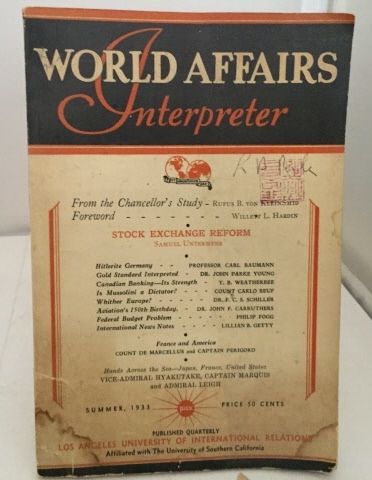 WORLD AFFAIRS
Interpreter
From the Chancellor's Study - RUFUS B. VON KLEINSMID
Foreword - - - - - - - WILLET L. HARDIN
STOCK EXCHANGE REFORM
SAMUEL UNTERMYER
Hitlerite Germany - - PROFESSOR CARL BAUMANN
Gold Standard Interpreted - DR. JOHN PARKE YOUNG
Canadian Banking—Its Strength - T. B. WEATHERBEE
Is Mussolini a Dictator? - - COUNT CARLO BEUF
Whither Europe? - - - DR. F. C. S. SCHILLER
Aviation's 150th Birthday. - DR. JOHN F. CARRUTHERS
Federal Budget Problem - - - PHILIP FOGG
International News Notes - - LILLIAN B. GETTY
France and America
COUNT DE MARCELLUS and CAPTAIN PERIGORD
Hands Across the Sea—Japan, France, United States
VICE-ADMIRAL HYAKUTAKE, CAPTAIN MARQUIS
and ADMIRAL LEIGH
SUMMER, 1933 PRICE 50 CENTS
PUBLISHED QUARTERLY
LOS ANGELES UNIVERSITY OF INTERNATIONAL RELATIONS
Affiliated with The University of Southern California